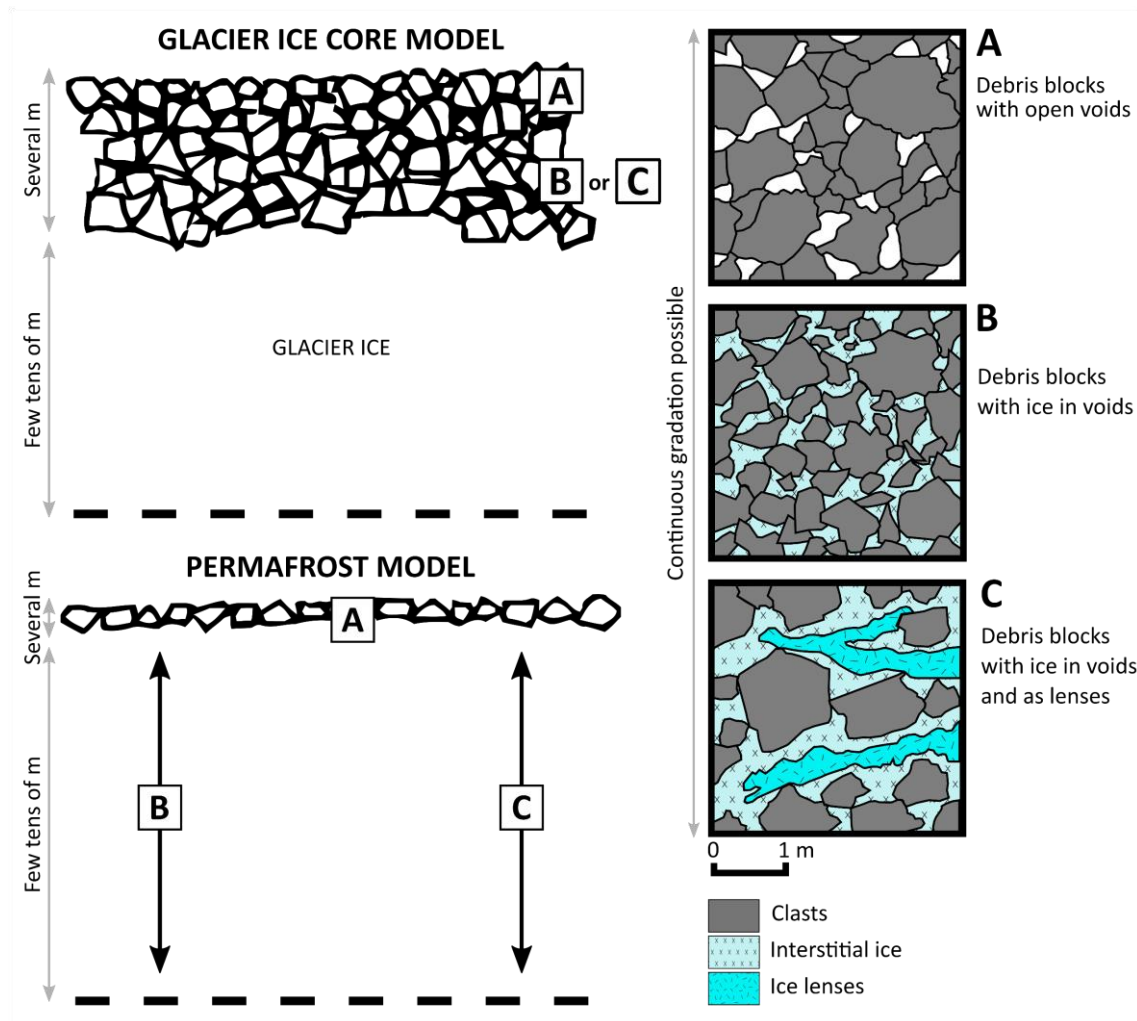 GLACIER ICE CORE MODEL
Several m
A
B or C
Few tens of m
GLACIER ICE
PERMAFROST MODEL
Several m
A
Few tens of m
B
C
Continuous gradation possible
A
Debris blocks
with open voids
B
Debris blocks
with ice in voids
C
Debris blocks
with ice in voids
and as lenses
0 1 m
Clasts
Interstitial ice
Ice lenses